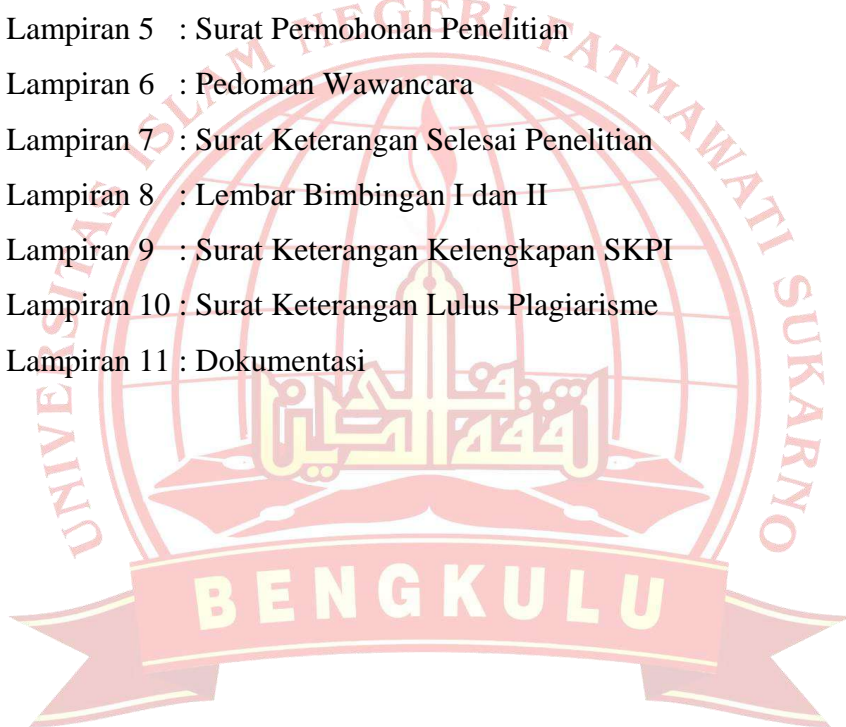 Lampiran 5 : Surat Permohonan Penelitian
Lampiran 6 : Pedoman Wawancara
Lampiran 7 : Surat Keterangan Selesai Penelitian
Lampiran 8 : Lembar Bimbingan I dan II
Lampiran 9 : Surat Keterangan Kelengkapan SKPI
Lampiran 10 : Surat Keterangan Lulus Plagiarisme
Lampiran 11 : Dokumentasi
UNIVERSITAS ISLAM NEGERI FATMAWATI SUKARNO
BENGKULU